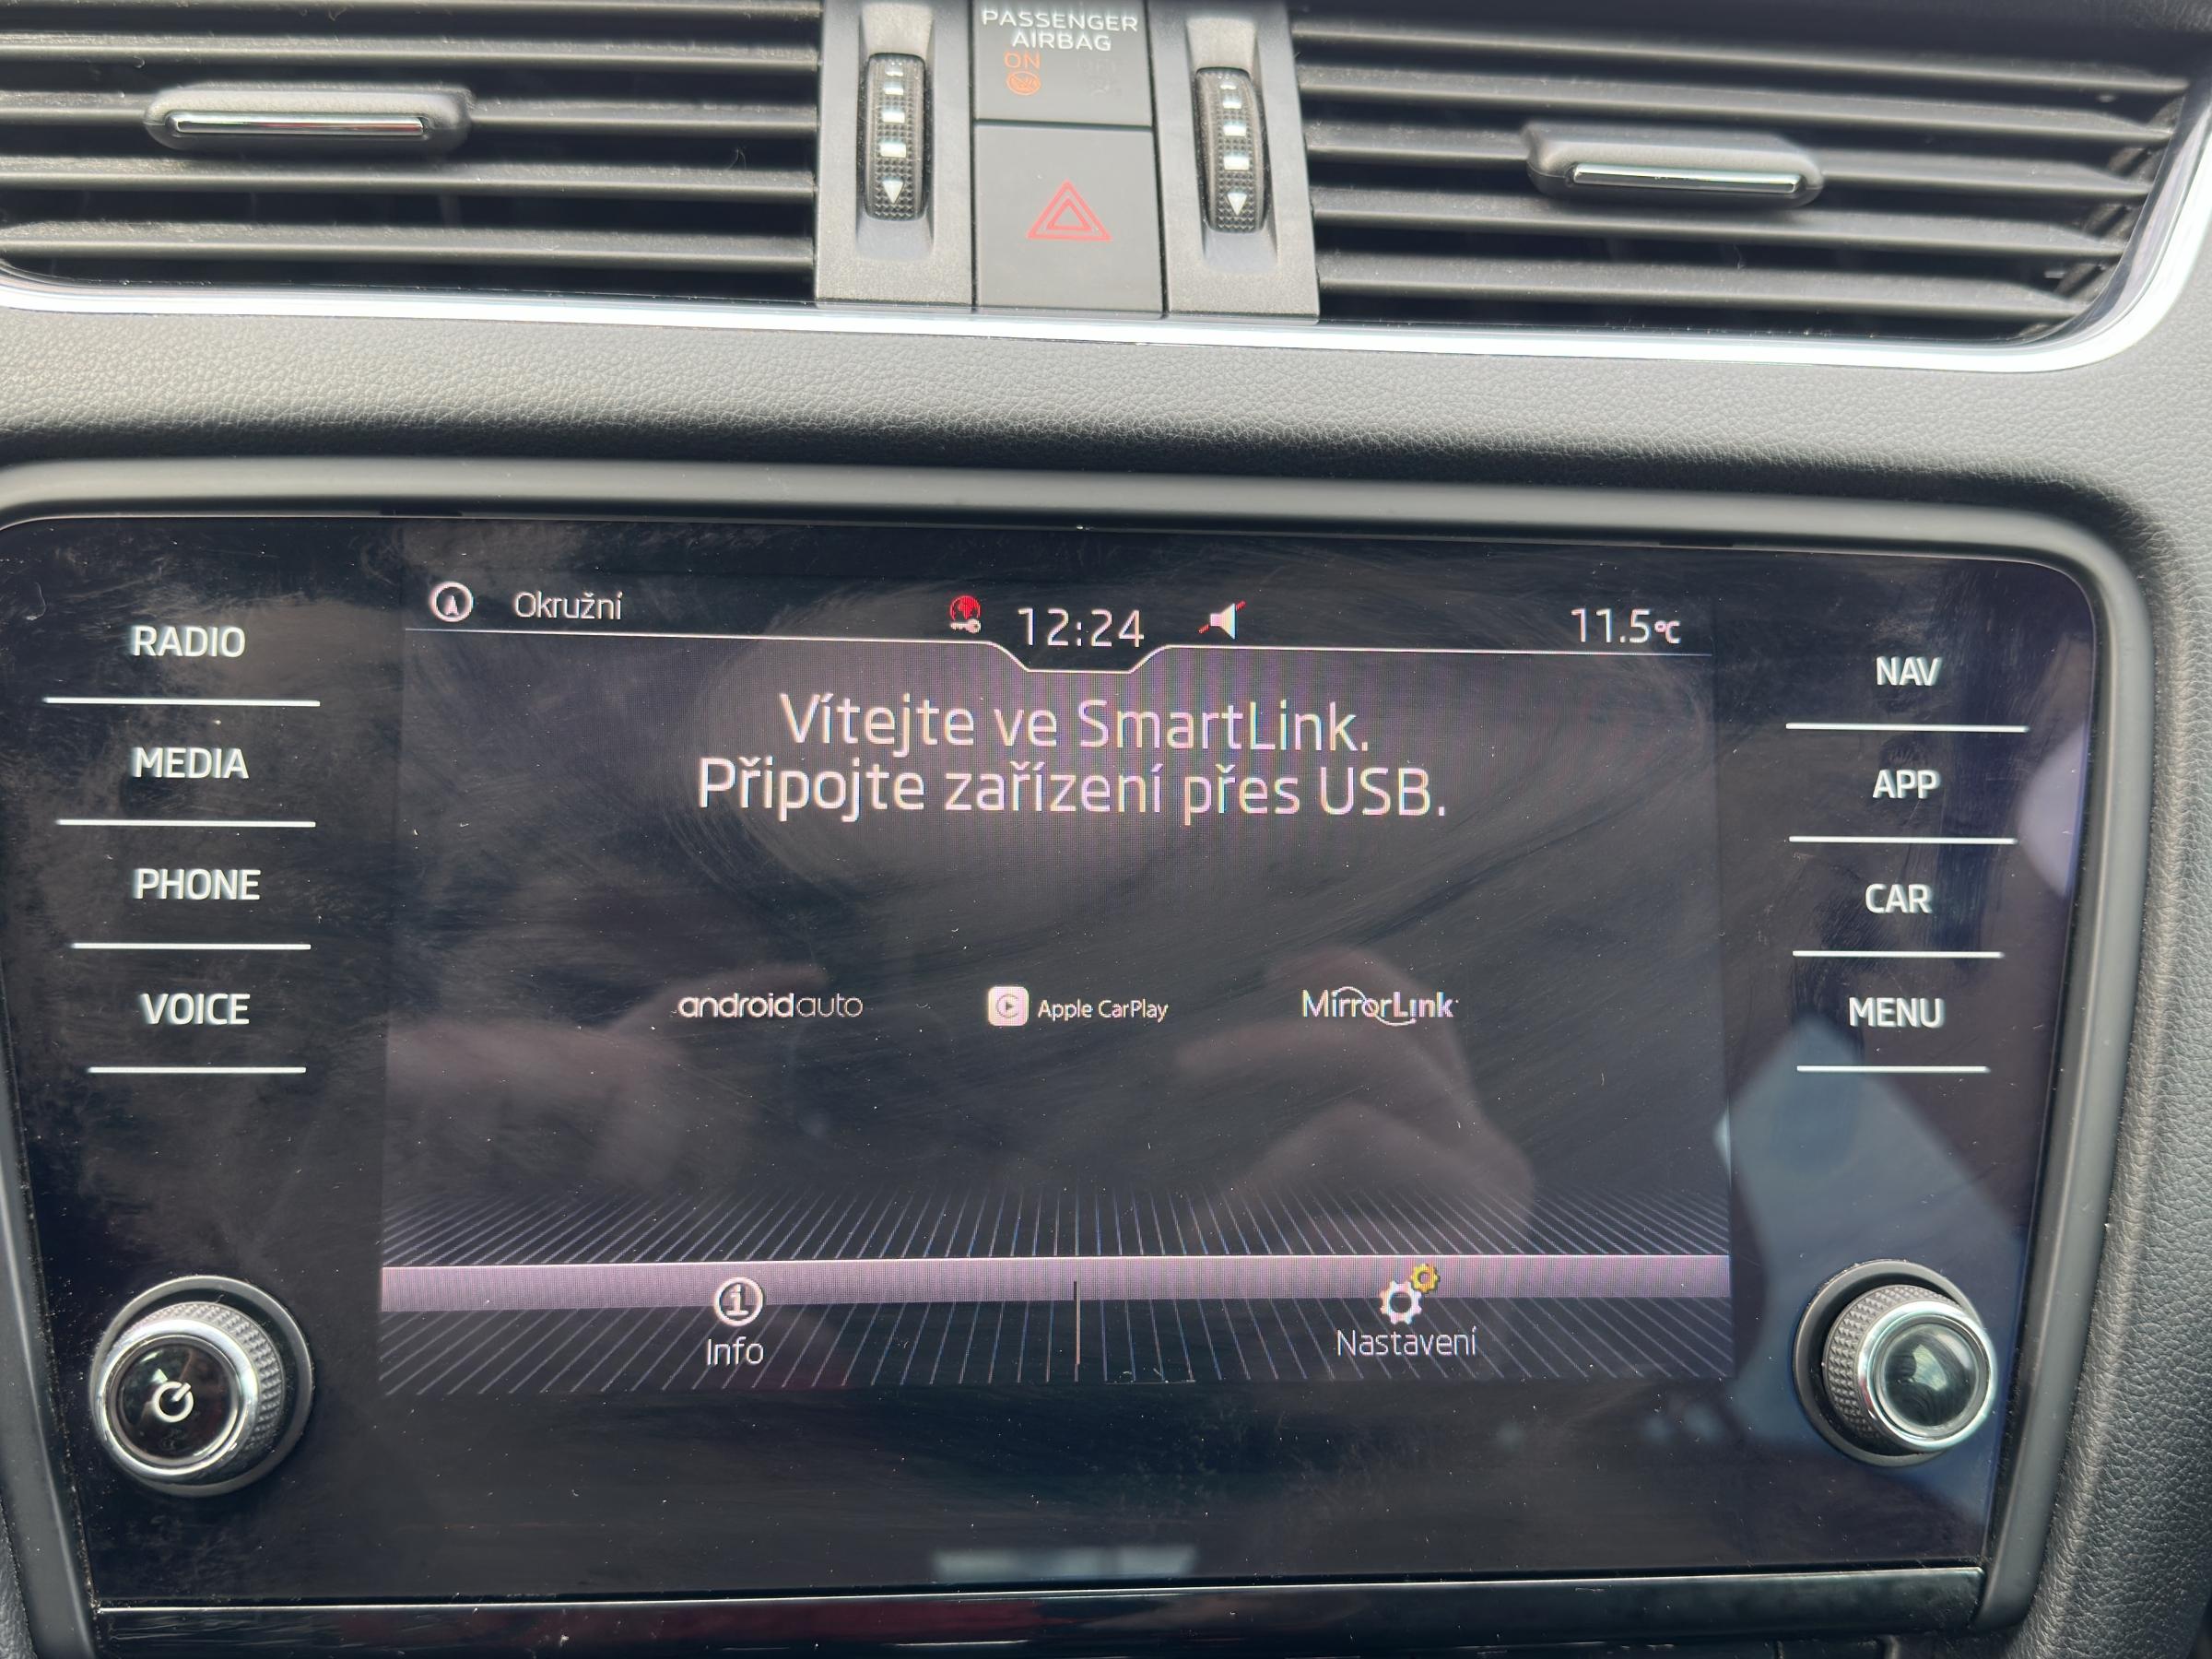 PASSENGER
AIRBAG
ON
Okružní
12:24
11.5°C
RADIO
MEDIA
PHONE
VOICE
Vítejte ve SmartLink.
Připojte zařízení přes USB.
androidauto
Apple CarPlay
MirrorLink
Info
Nastavení
NAV
APP
CAR
MENU